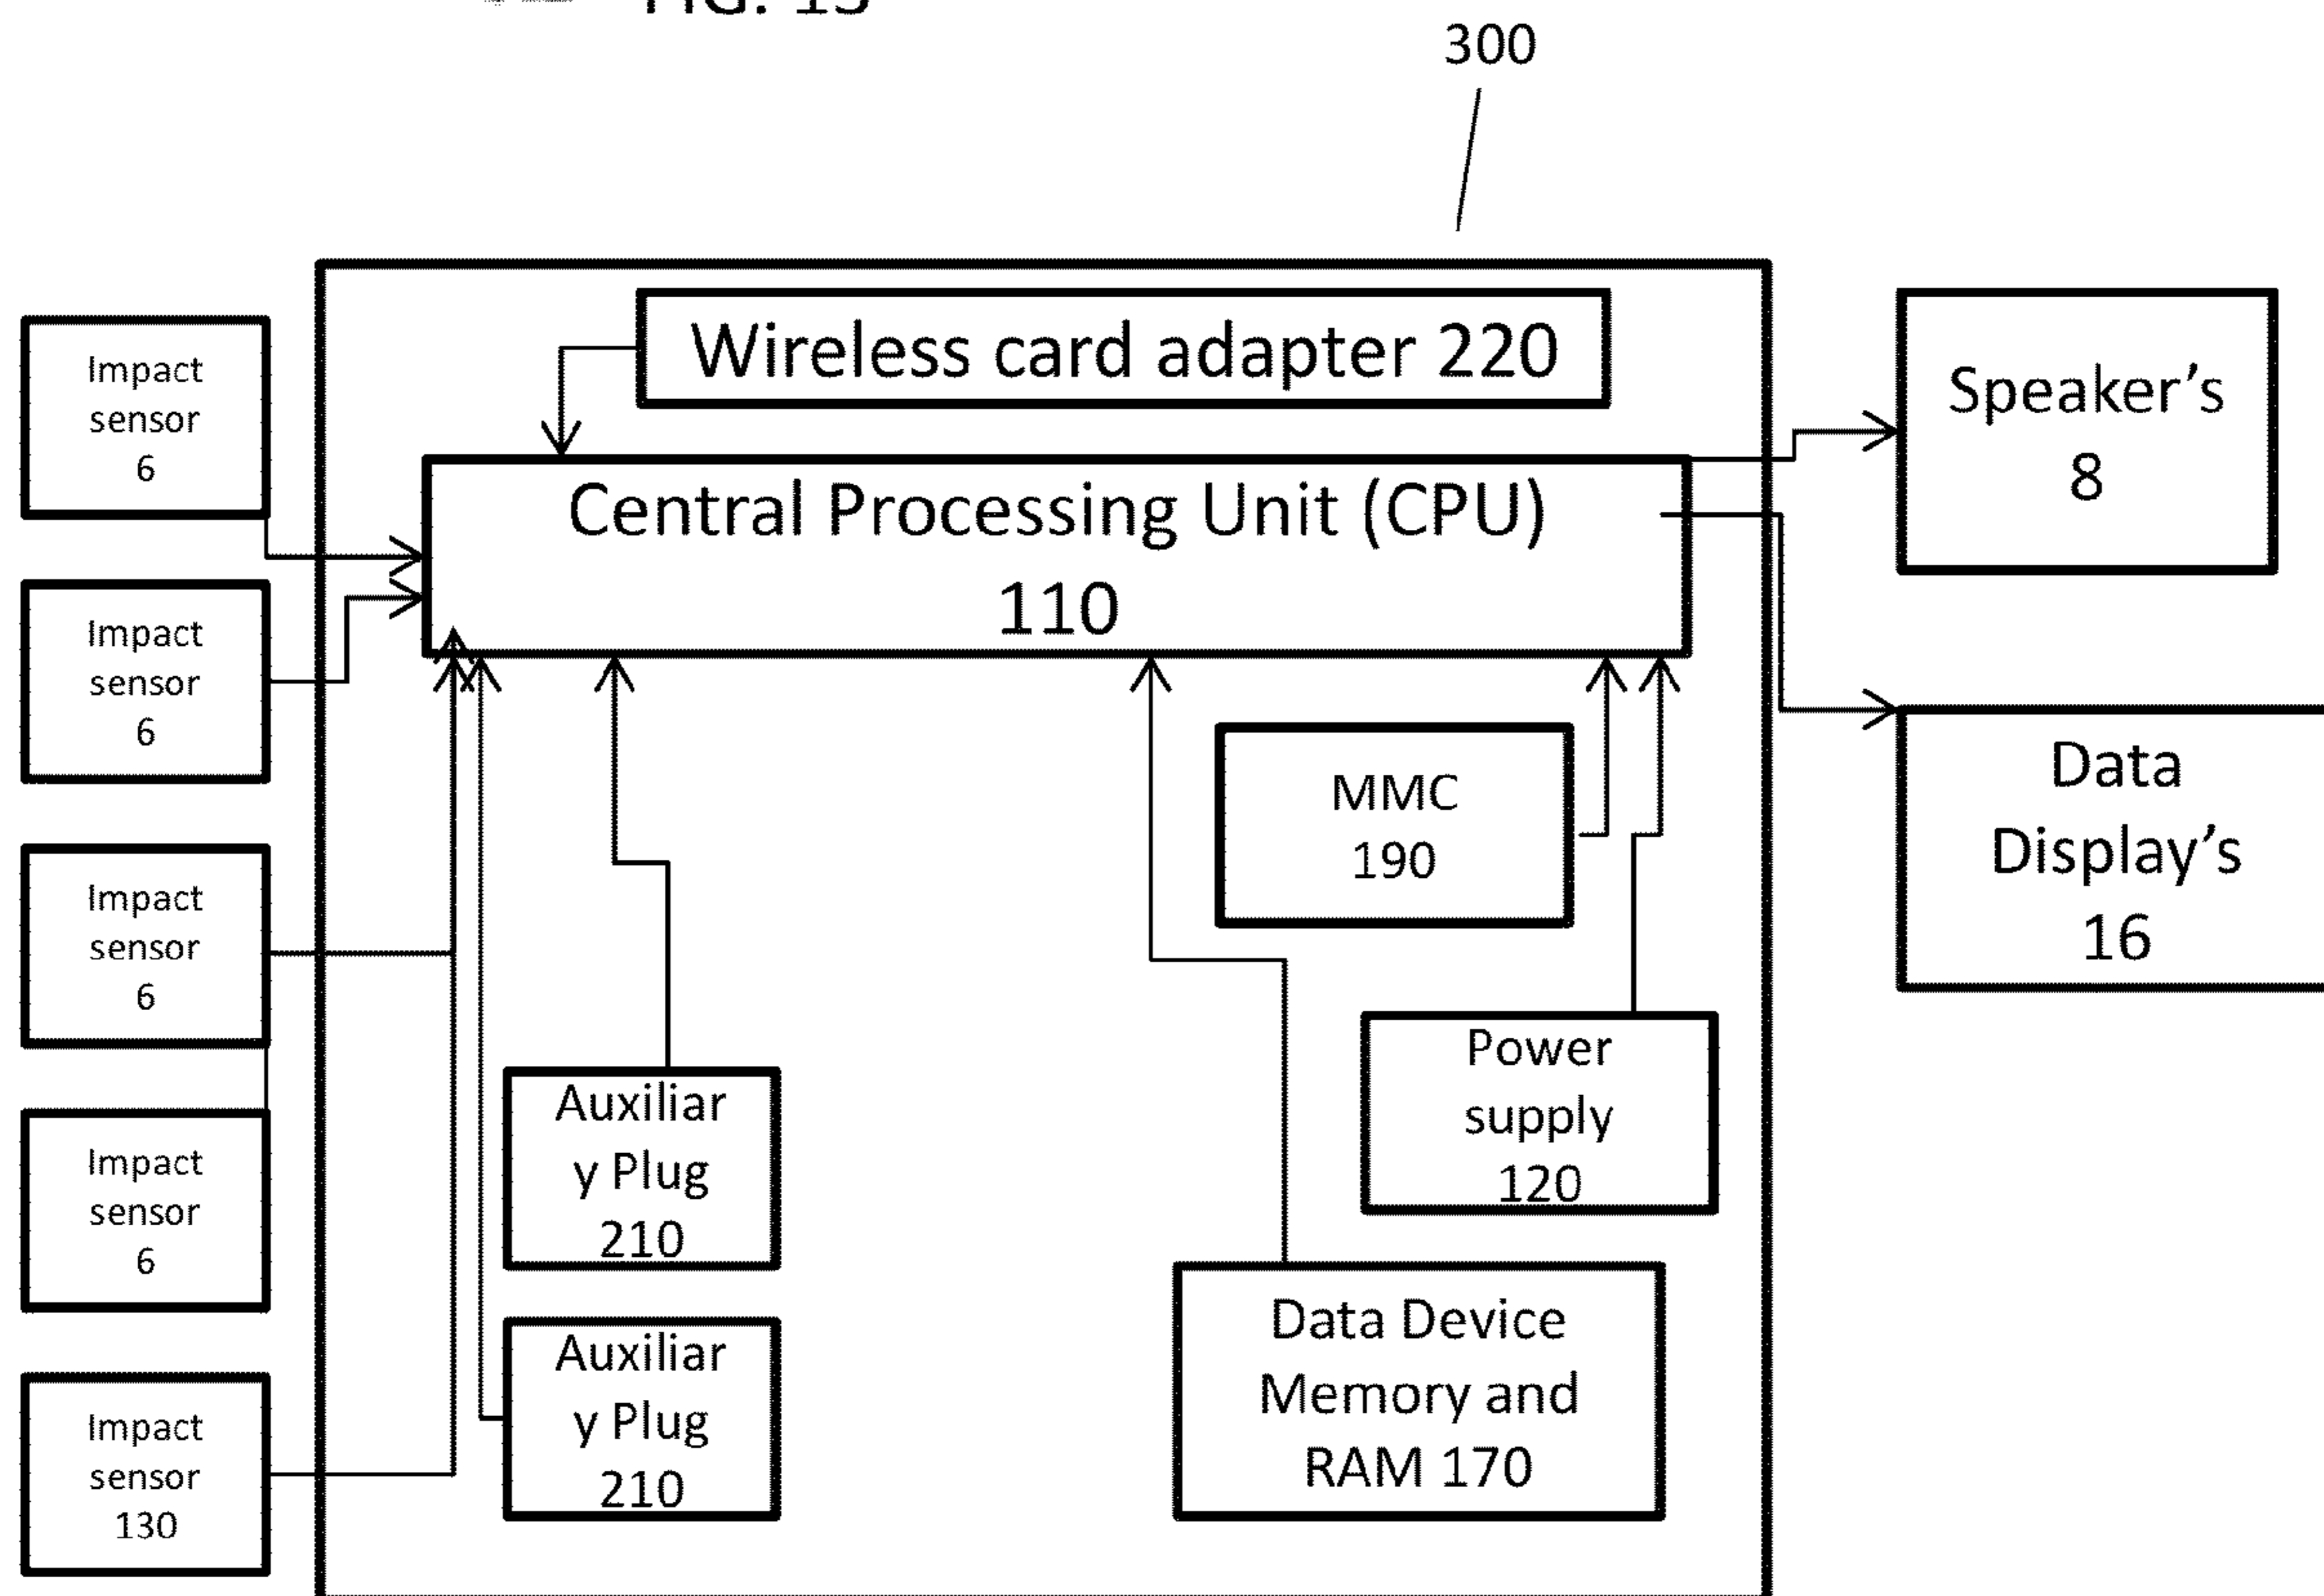 FIG. 13
300
Wireless card adapter 220
Central Processing Unit (CPU)
110
Impact
sensor
6
Impact
sensor
6
Impact
sensor
6
Impact
sensor
6
Impact
sensor
130
Auxiliar
y Plug
210
Auxiliar
y Plug
210
MMC
190
Power
supply
120
Data Device
Memory and
RAM 170
Speaker’s
8
Data
Display’s
16